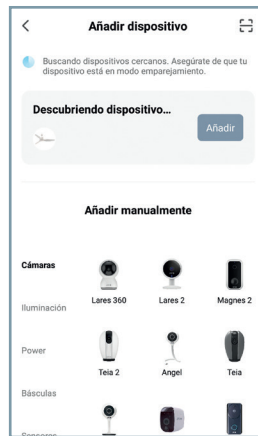 Añadir dispositivo
Buscando dispositivos cercanos. Asegúrate de que tu
dispositivo está en modo emparejamiento.
Descubriendo dispositivo...
Añadir
Añadir manualmente
Cámaras
Lares 360
Lares 2
Magnes 2
Iluminación
Power
Teia 2
Angel
Teia
Básculas
Sensores